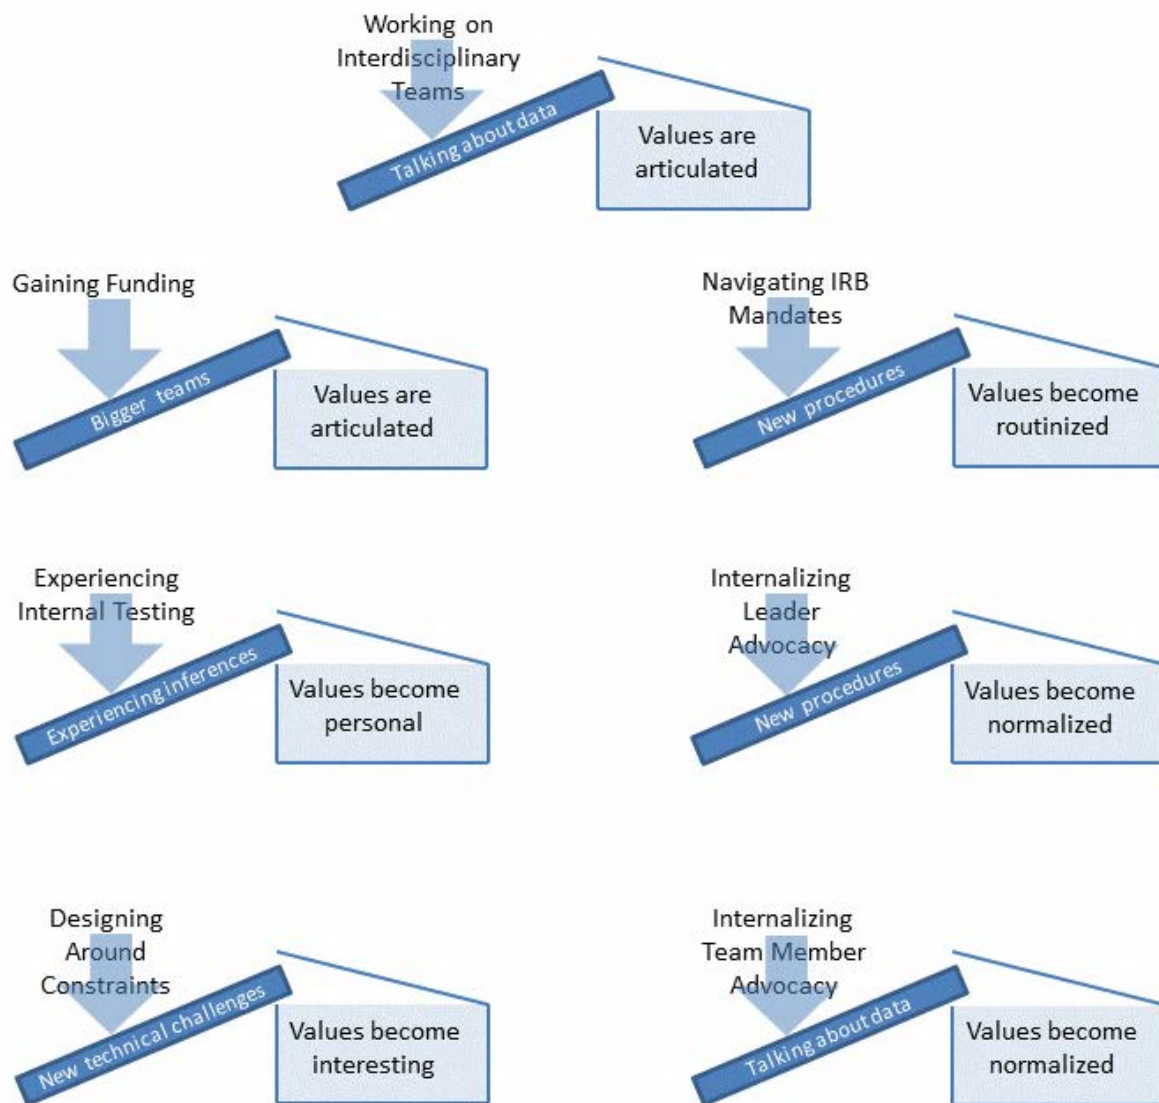 Working on
Interdisciplinary
Teams
Talking about data
Values are
articulated
Gaining Funding
Bigger teams
Values are
articulated
Navigating IRB
Mandates
New procedures
Values become
routinized
Experiencing
Internal Testing
Experiencing inferences
Values become
personal
Internalizing
Leader
Advocacy
New procedures
Values become
normalized
Designing
Around
Constraints
New technical challenges
Values become
interesting
Internalizing
Team Member
Advocacy
Talking about data
Values become
normalized